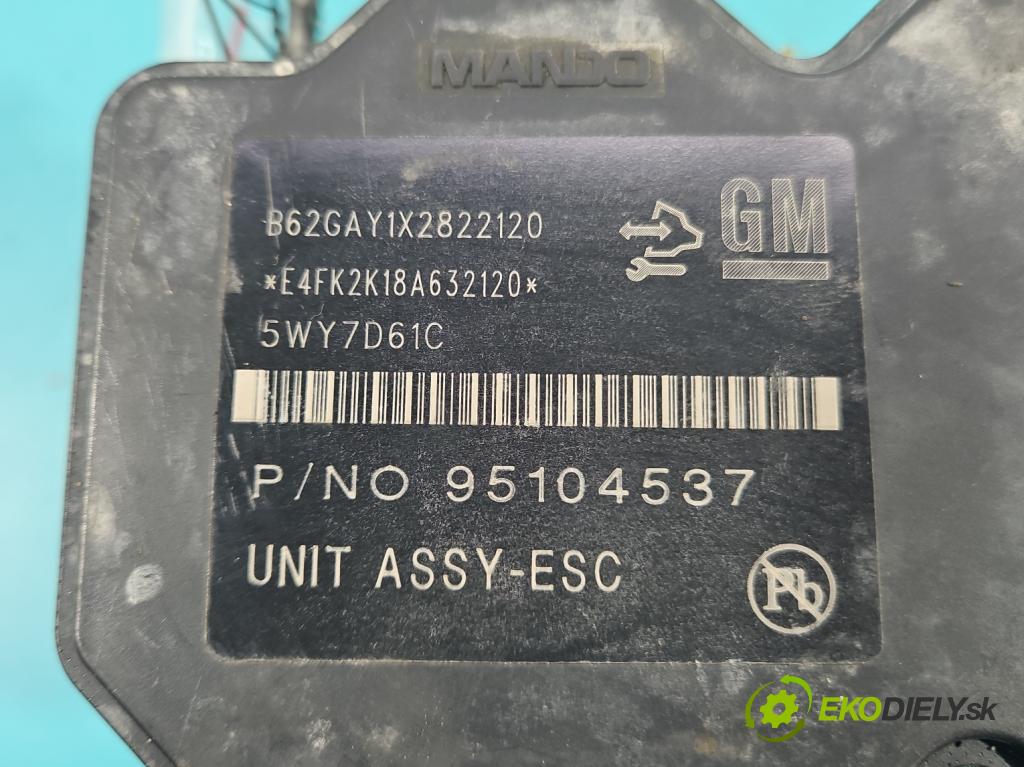 MANDO
B62GAY1X2822120
GM
*E4FK2K18A632120*
5WY7D61C
P/NO 95104537
UNIT ASSY-ESC
Pb
EKODIELY.sk